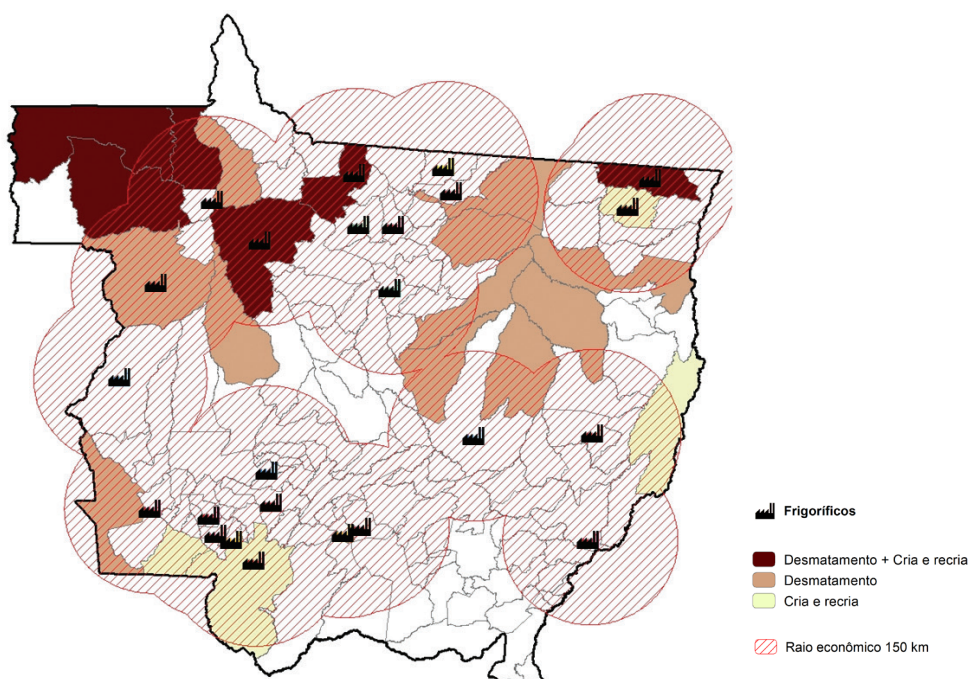 Frigoríficos
Desmatamento + Cria e recria
Desmatamento
Cria e recria
Raio econômico 150 km